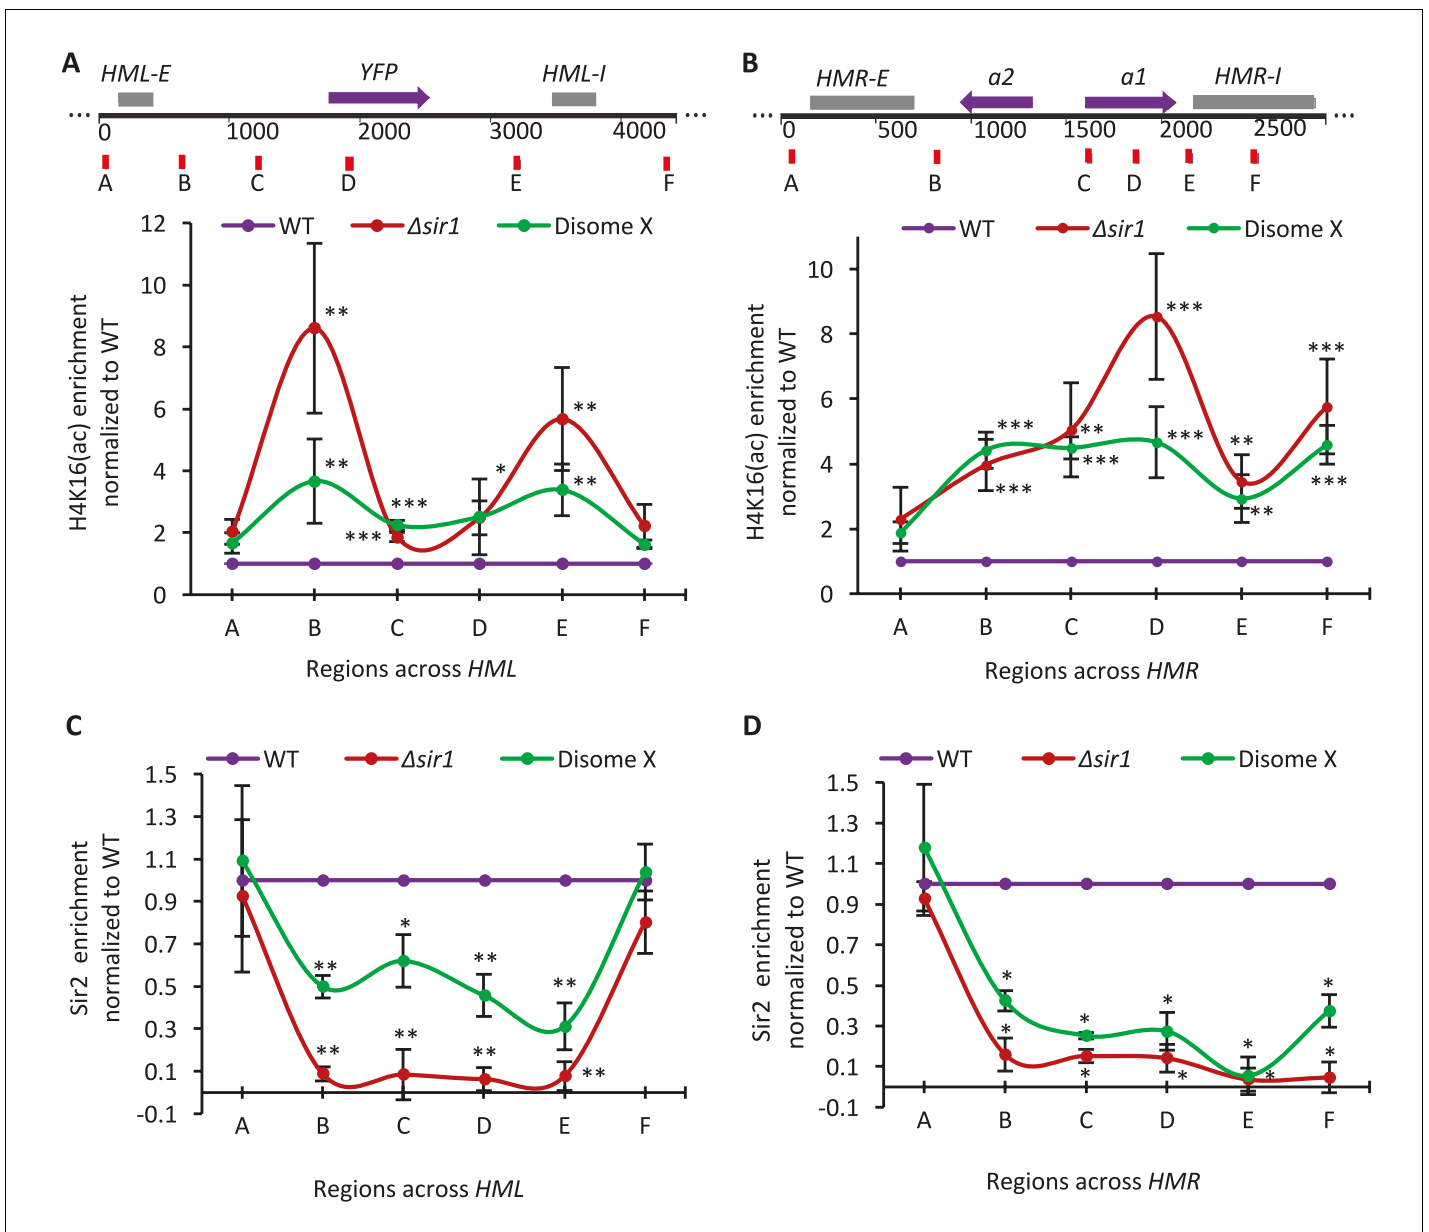 A
HML-E YFP HML-I
... ...
0 1000 2000 3000 4000
A B C D E F
WT Δsir1 Disome X
12
10
8
6
4
2
0
H4K16(ac) enrichment
normalized to WT
**
**
***
***
*
**
**
A B C D E F
Regions across HML
B
HMR-E a2 a1 HMR-I
... ...
0 500 1000 1500 2000 2500
A B C D E F
WT Δsir1 Disome X
10
8
6
4
2
0
H4K16(ac) enrichment
normalized to WT
***
***
**
***
***
***
**
**
***
***
A B C D E F
Regions across HMR
C
WT Δsir1 Disome X
1.5
1.3
1.1
0.9
0.7
0.5
0.3
0.1
-0.1
Sir2 enrichment
normalized to WT
**
*
**
**
**
**
**
**
A B C D E F
Regions across HML
D
WT Δsir1 Disome X
1.5
1.3
1.1
0.9
0.7
0.5
0.3
0.1
-0.1
Sir2 enrichment
normalized to WT
*
*
*
*
*
*
*
*
*
*
A B C D E F
Regions across HMR